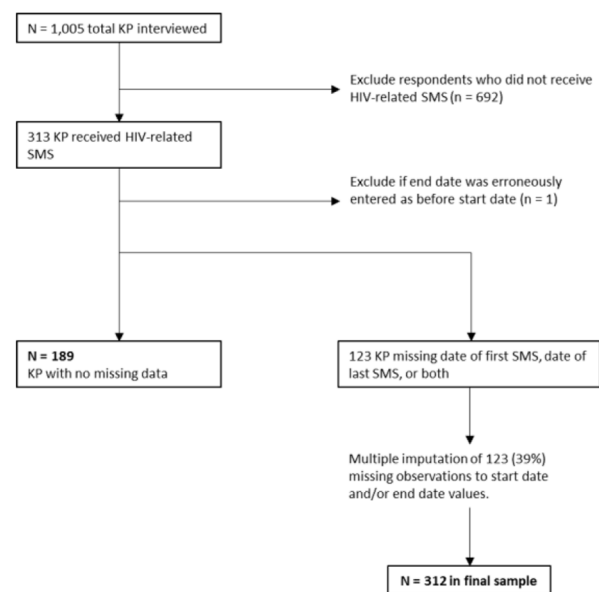 N = 1,005 total KP interviewed
Exclude respondents who did not receive
HIV-related SMS (n = 692)
313 KP received HIV-related
SMS
Exclude if end date was erroneously
entered as before start date (n = 1)
N = 189
KP with no missing data
123 KP missing date of first SMS, date of
last SMS, or both
Multiple imputation of 123 (39%)
missing observations to start date
and/or end date values.
N = 312 in final sample